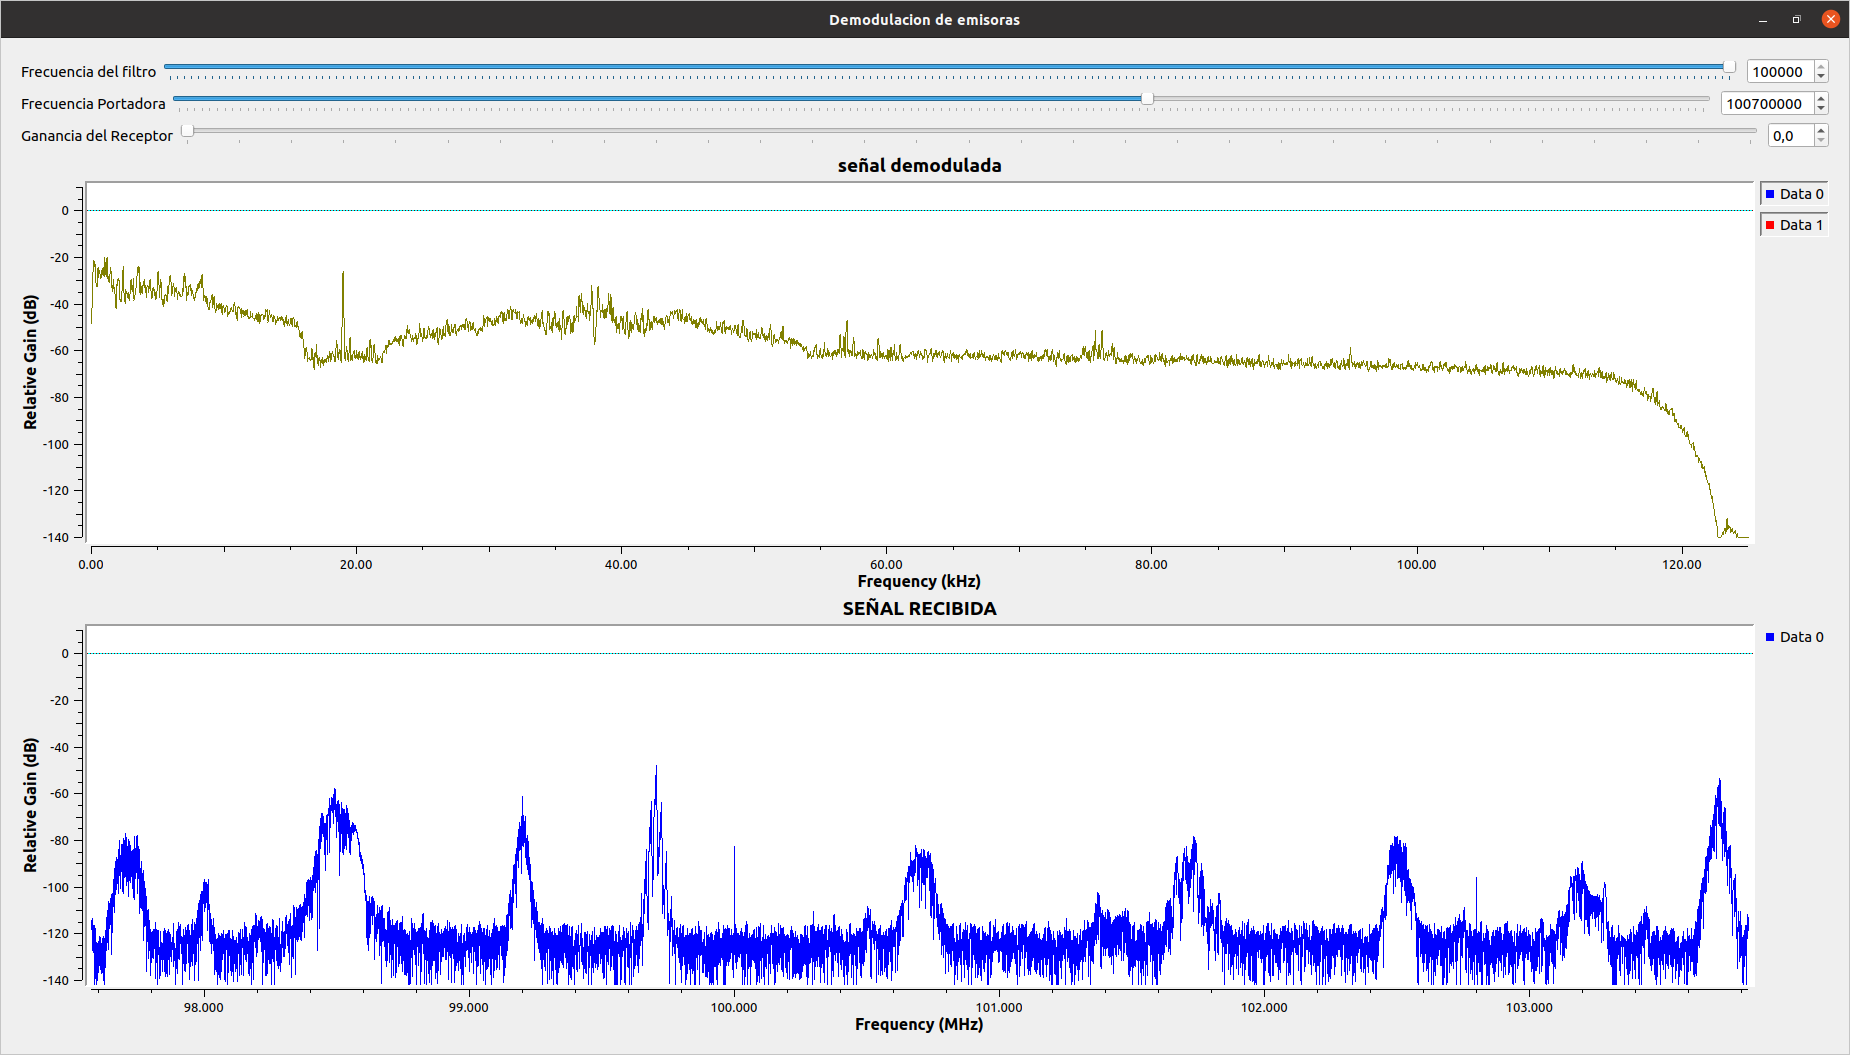 Demodulacion de emisoras
Frecuencia del filtro 100000
Frecuencia Portadora 100700000
Ganancia del Receptor 0,0
señal demodulada
Data 0
Data 1
Relative Gain (dB)
0
-20
-40
-60
-80
-100
-120
-140
0.00 20.00 40.00 60.00 80.00 100.00 120.00
Frequency (kHz)
SEÑAL RECIBIDA
Data 0
Relative Gain (dB)
0
-20
-40
-60
-80
-100
-120
-140
98.000 99.000 100.000 101.000 102.000 103.000
Frequency (MHz)